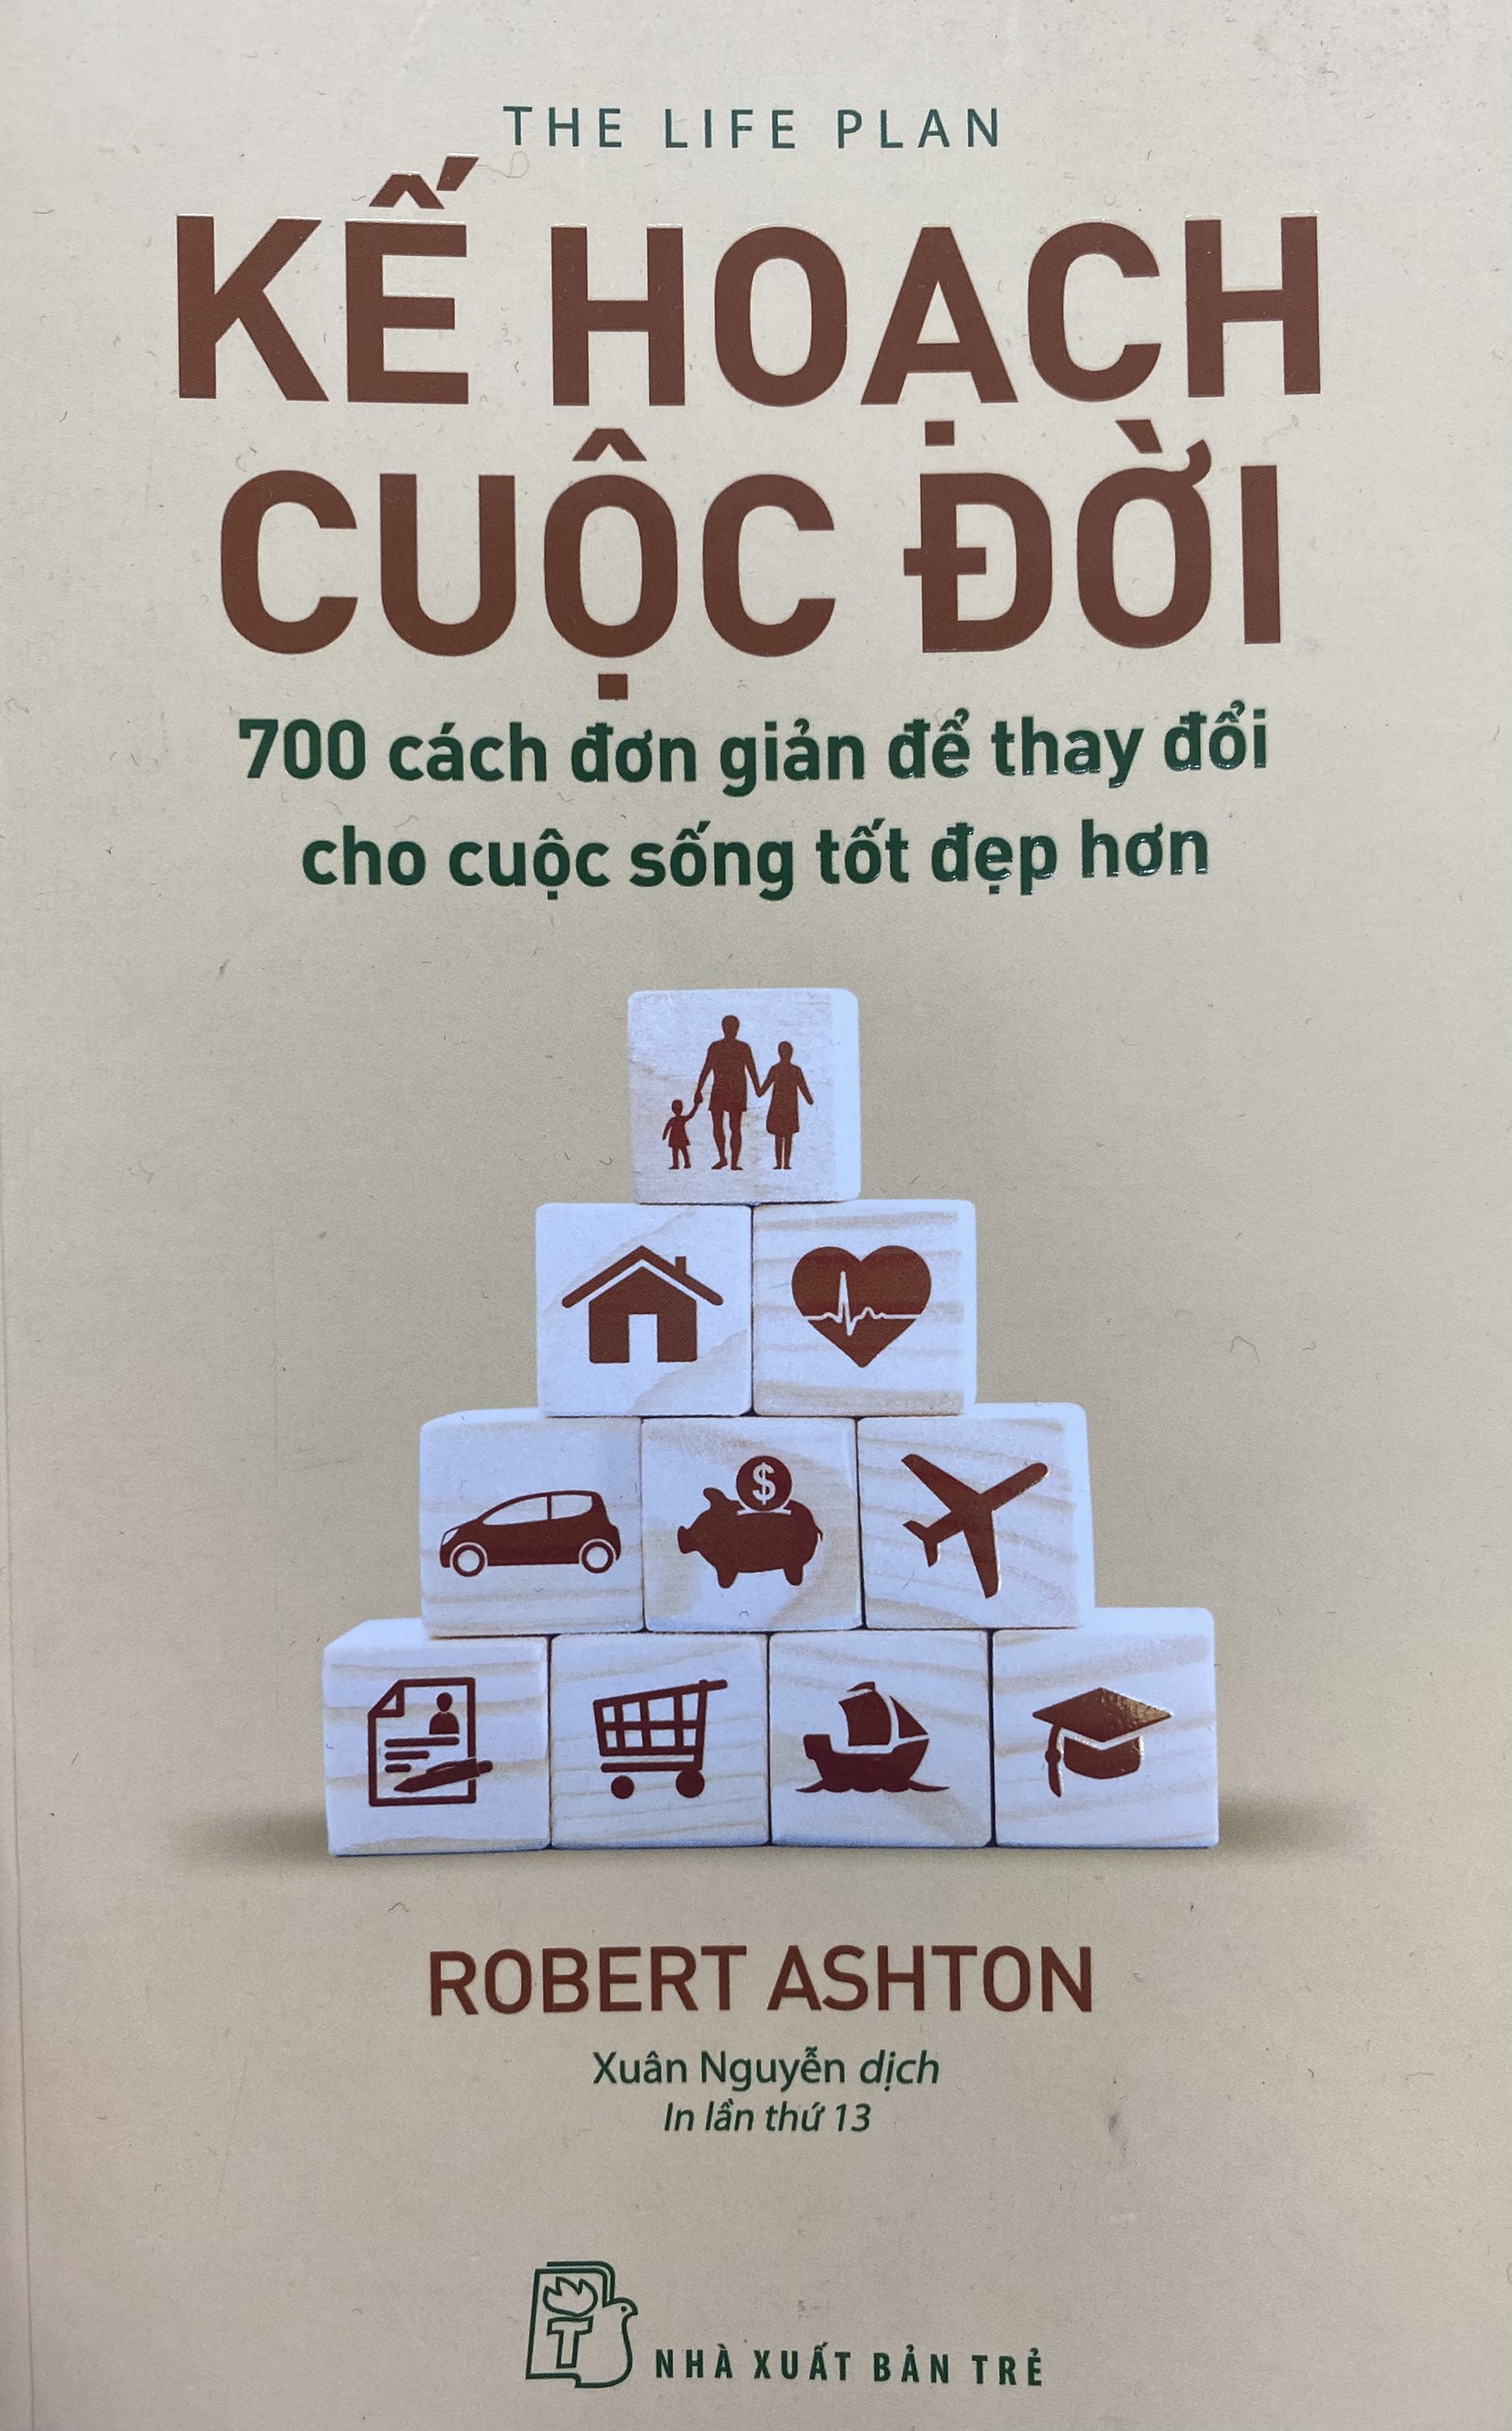 THE LIFE PLAN
KẾ HOẠCH
CUỘC ĐỜI
700 cách đơn giản để thay đổi
cho cuộc sống tốt đẹp hơn
$
ROBERT ASHTON
Xuân Nguyễn dịch
In lần thứ 13
T
NHÀ XUẤT BẢN TRẺ